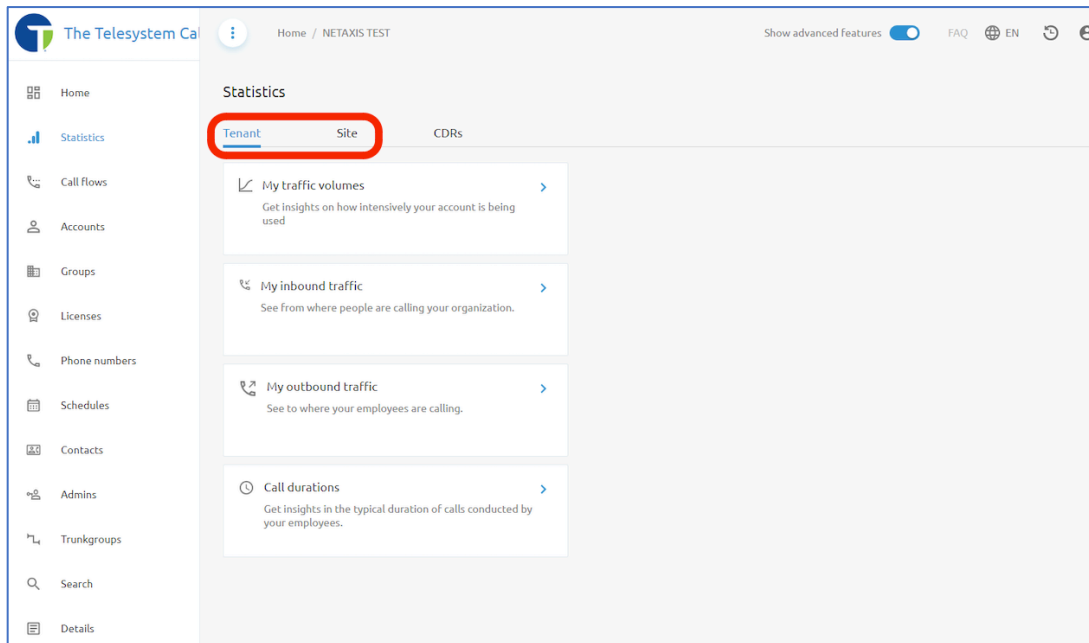 The Telesystem Cal
Home / NETAXIS TEST
Show advanced features
FAQ
EN
Home
Statistics
Call flows
Accounts
Groups
Licenses
Phone numbers
Schedules
Contacts
Admins
Trunkgroups
Search
Details
Statistics
Tenant
Site
CDRs
My traffic volumes
Get insights on how intensively your account is being
used
My inbound traffic
See from where people are calling your organization.
My outbound traffic
See to where your employees are calling.
Call durations
Get insights in the typical duration of calls conducted by
your employees.